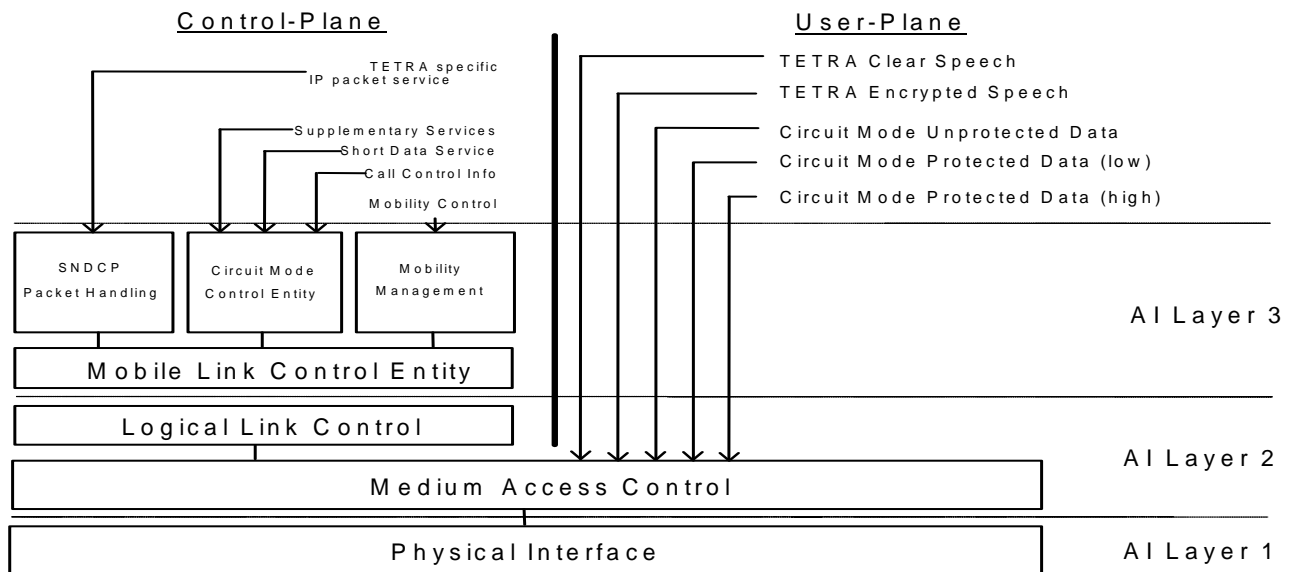 Control-Plane
User-Plane
TETRA specific
IP packet service
Supplementary Services
Short Data Service
Call Control Info
Mobility Control
TETRA Clear Speech
TETRA Encrypted Speech
Circuit Mode Unprotected Data
Circuit Mode Protected Data (low)
Circuit Mode Protected Data (high)
SNDCP
Packet Handling
Circuit Mode
Control Entity
Mobility
Management
AI Layer 3
Mobile Link Control Entity
Logical Link Control
AI Layer 2
Medium Access Control
Physical Interface
AI Layer 1